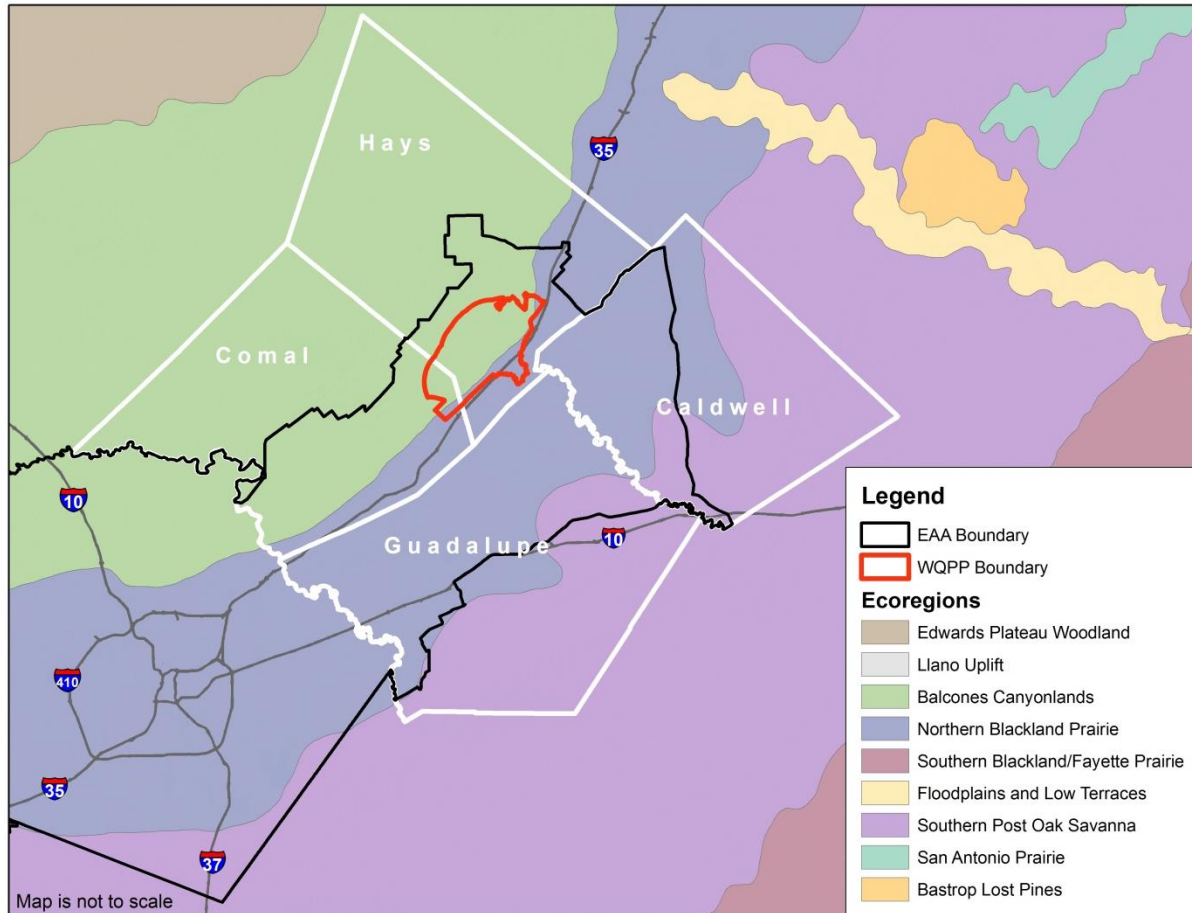 Hays
35
Comal
Caldwell
10
Guadalupe
10
410
35
37
Map is not to scale
Legend
EAA Boundary
WQPP Boundary
Ecoregions
Edwards Plateau Woodland
Llano Uplift
Balcones Canyonlands
Northern Blackland Prairie
Southern Blackland/Fayette Prairie
Floodplains and Low Terraces
Southern Post Oak Savanna
San Antonio Prairie
Bastrop Lost Pines